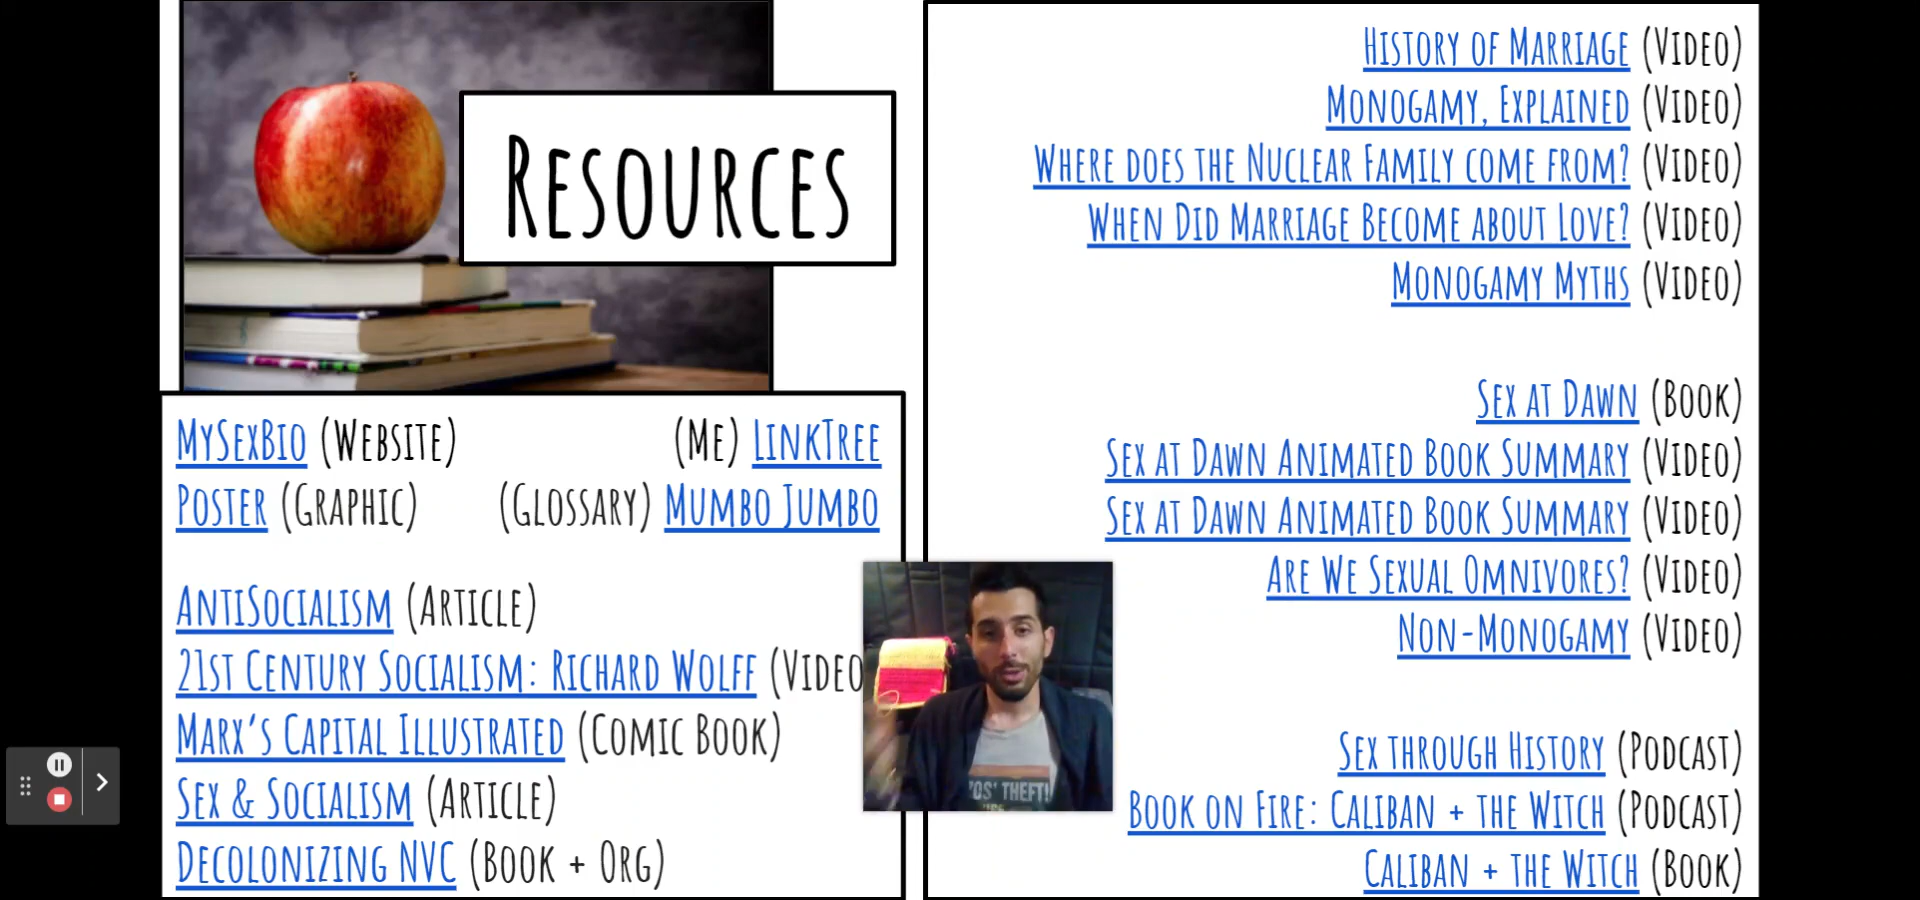 Resources
MySexBio (Website) (Me) LinkTree
Poster (Graphic) (Glossary) Mumbo Jumbo
AntiSocialism (Article)
21st Century Socialism: Richard Wolff (Video
Marx's Capital Illustrated (Comic Book)
Sex & Socialism (Article)
Decolonizing NVC (Book + Org)
History of Marriage (Video)
Monogamy, Explained (Video)
Where does the Nuclear Family come from? (Video)
When Did Marriage Become about Love? (Video)
Monogamy Myths (Video)
Sex at Dawn (Book)
Sex at Dawn Animated Book Summary (Video)
Sex at Dawn Animated Book Summary (Video)
Are We Sexual Omnivores? (Video)
Non-Monogamy (Video)
Sex through History (Podcast)
Book on Fire: Caliban + the Witch (Podcast)
Caliban + the Witch (Book)
THEFT!